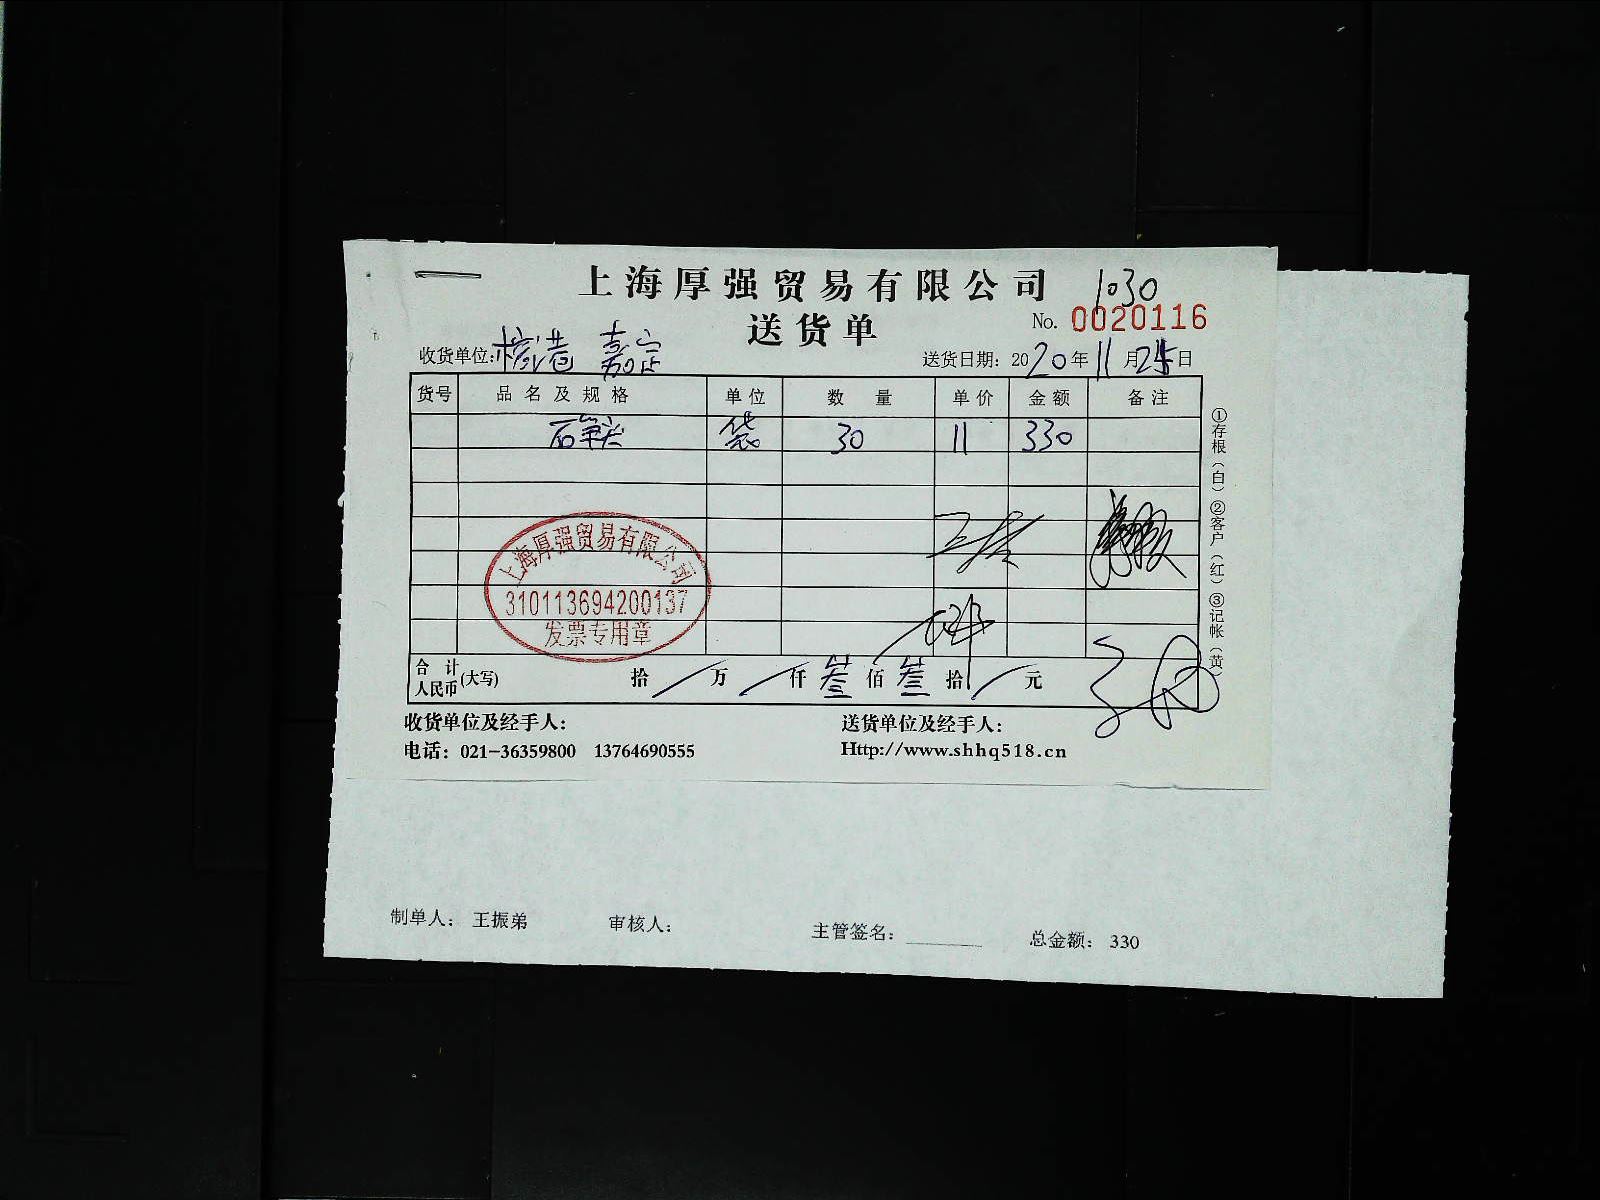 上海厚强贸易有限公司 1030
送货单 No. 0020116
收货单位: 嘉定 送货日期: 2020年11月25日
货号 品名及规格 单位 数量 单价 金额 备注
袋 30 11 330
①存根(白)②客户(红)③记帐(黄)
上海厚强贸易有限公司
310113694200137
发票专用章
合计人民币(大写) 拾 万 仟 叁 佰 叁 拾 元
收货单位及经手人: 送货单位及经手人:
电话: 021-36359800 13764690555 Http://www.shhq518.cn
制单人: 王振弟 审核人: 主管签名: 总金额: 330